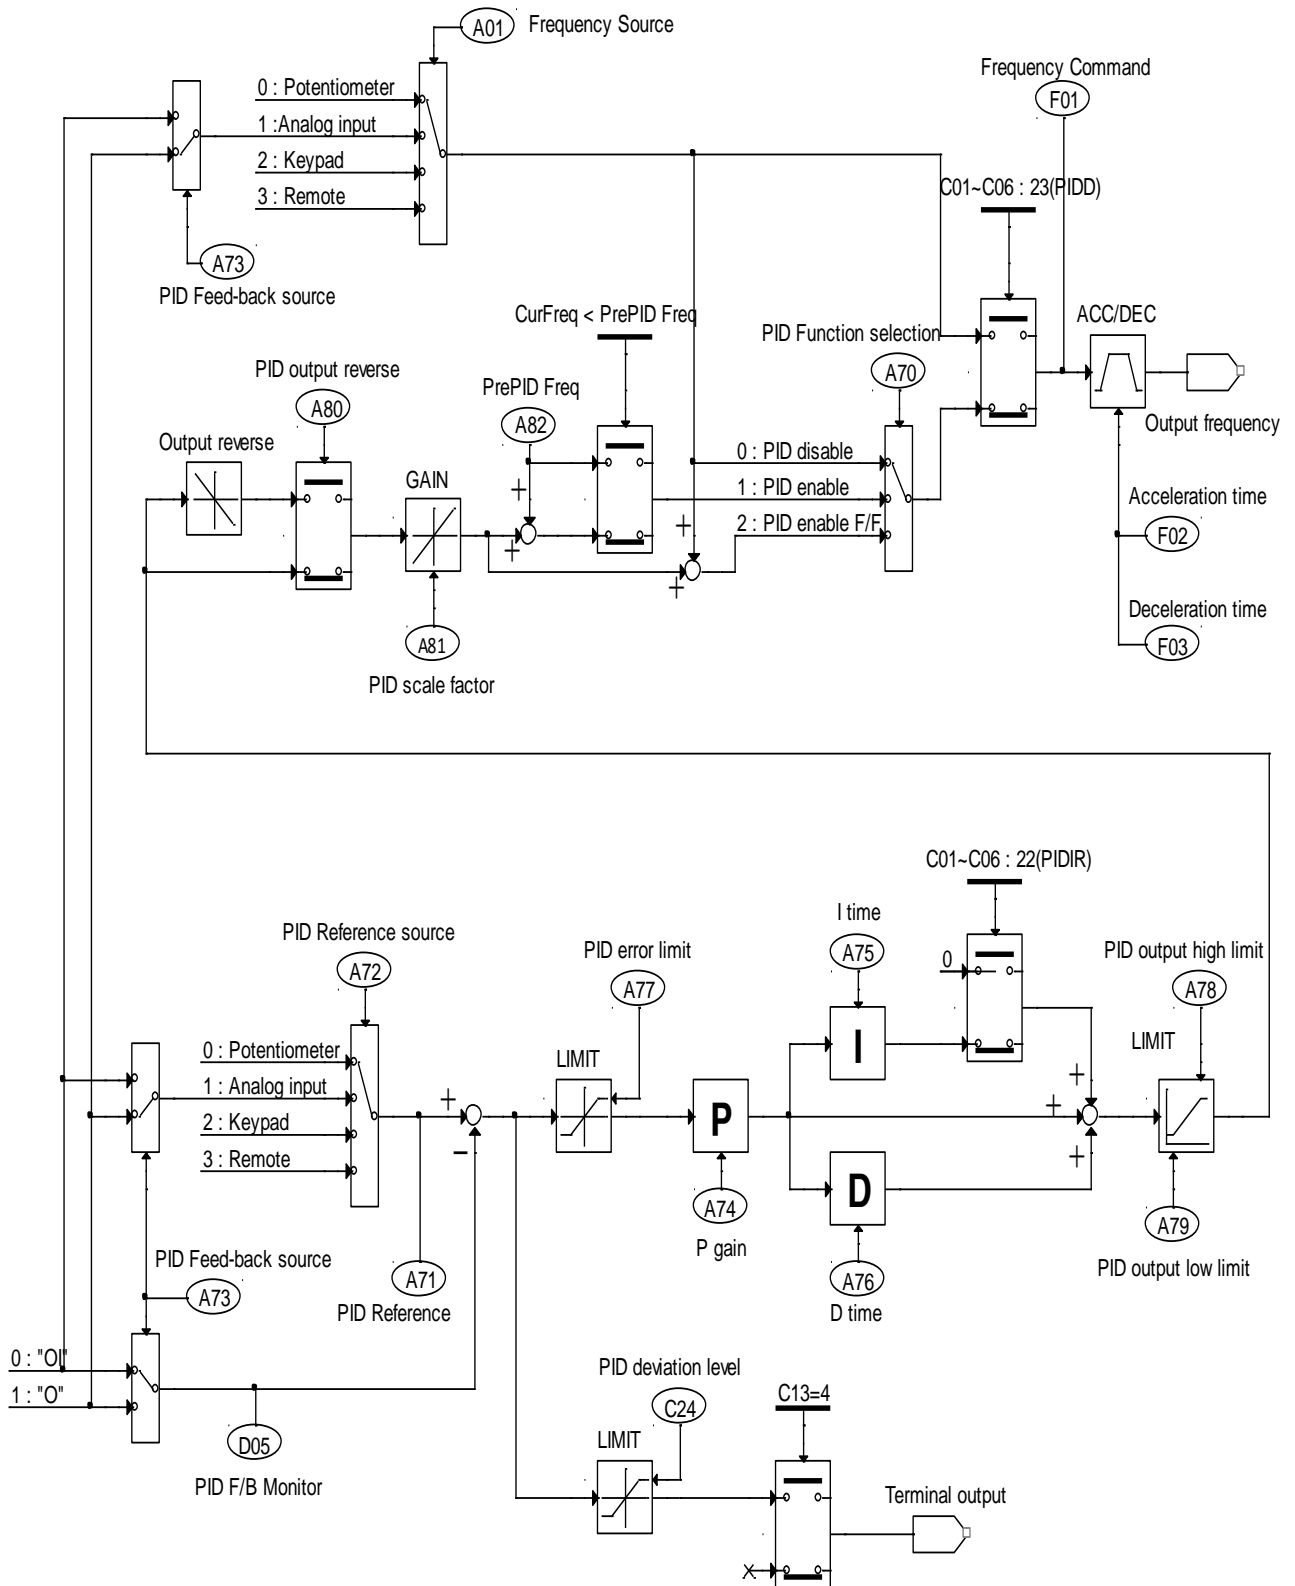 A01 Frequency Source
Frequency Command
F01
0 : Potentiometer
1 :Analog input
2 : Keypad
3 : Remote
C01~C06 : 23(PIDD)
A73
PID Feed-back source
CurFreq < PrePID Freq
PID Function selection
ACC/DEC
PID output reverse
A80
PrePID Freq
A82
A70
Output frequency
Output reverse
GAIN
0 : PID disable
1 : PID enable
2 : PID enable F/F
+
+
+
+
Acceleration time
F02
Deceleration time
F03
A81
PID scale factor
C01~C06 : 22(PIDIR)
I time
A75
PID Reference source
A72
PID error limit
A77
PID output high limit
A78
0
0 : Potentiometer
1 : Analog input
2 : Keypad
3 : Remote
LIMIT
I
LIMIT
+
-
P
+
+
+
D
A74
P gain
A79
PID output low limit
PID Feed-back source
A73
A71
PID Reference
A76
D time
0 : "OI"
1 : "O"
D05
PID F/B Monitor
PID deviation level
C24
C13=4
LIMIT
Terminal output
X